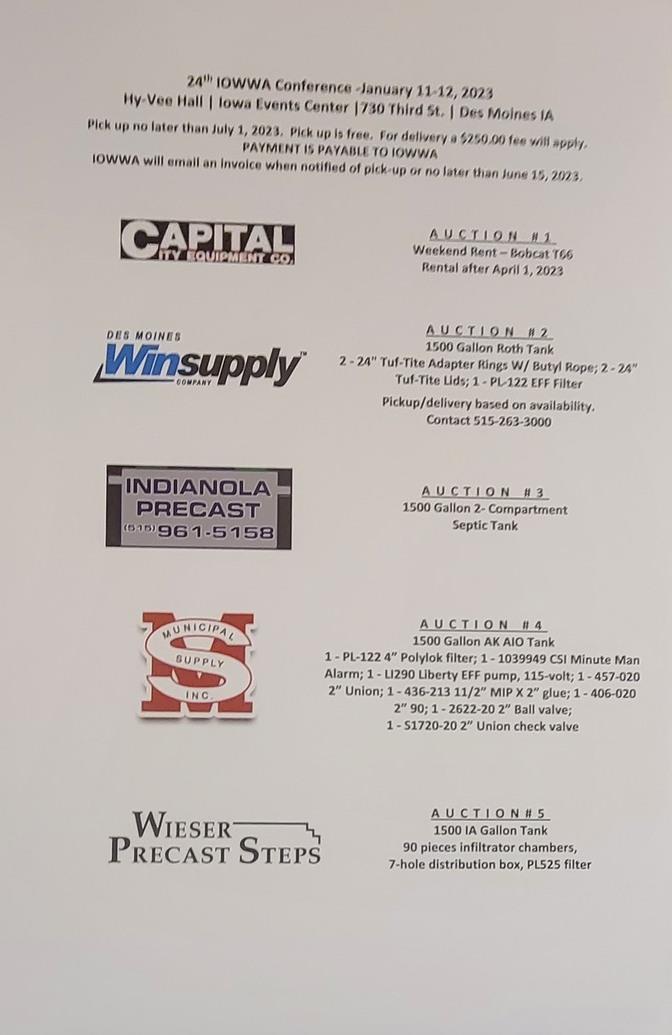 24th IOWWA Conference -January 11-12, 2023
Hy-Vee Hall | Iowa Events Center |730 Third St. | Des Moines IA
Pick up no later than July 1, 2023. Pick up is free. For delivery a $250.00 fee will apply.
PAYMENT IS PAYABLE TO IOWWA
IOWWA will email an invoice when notified of pick-up or no later than June 15, 2023.
CAPITAL
CITY EQUIPMENT CO.
AUCTION #1
Weekend Rent – Bobcat T66
Rental after April 1, 2023
DES MOINES
Winsupply™
COMPANY
AUCTION #2
1500 Gallon Roth Tank
2 - 24" Tuf-Tite Adapter Rings W/ Butyl Rope; 2 - 24"
Tuf-Tite Lids; 1 - PL-122 EFF Filter
Pickup/delivery based on availability.
Contact 515-263-3000
INDIANOLA
PRECAST
(515) 961-5158
AUCTION #3
1500 Gallon 2- Compartment
Septic Tank
MUNICIPAL
SUPPLY
INC.
AUCTION #4
1500 Gallon AK AIO Tank
1 - PL-122 4" Polylok filter; 1 - 1039949 CSI Minute Man
Alarm; 1 - LI290 Liberty EFF pump, 115-volt; 1 - 457-020
2" Union; 1 - 436-213 11/2" MIP X 2" glue; 1 - 406-020
2" 90; 1 - 2622-20 2" Ball valve;
1 - S1720-20 2" Union check valve
WIESER
PRECAST STEPS
AUCTION#5
1500 IA Gallon Tank
90 pieces infiltrator chambers,
7-hole distribution box, PL525 filter